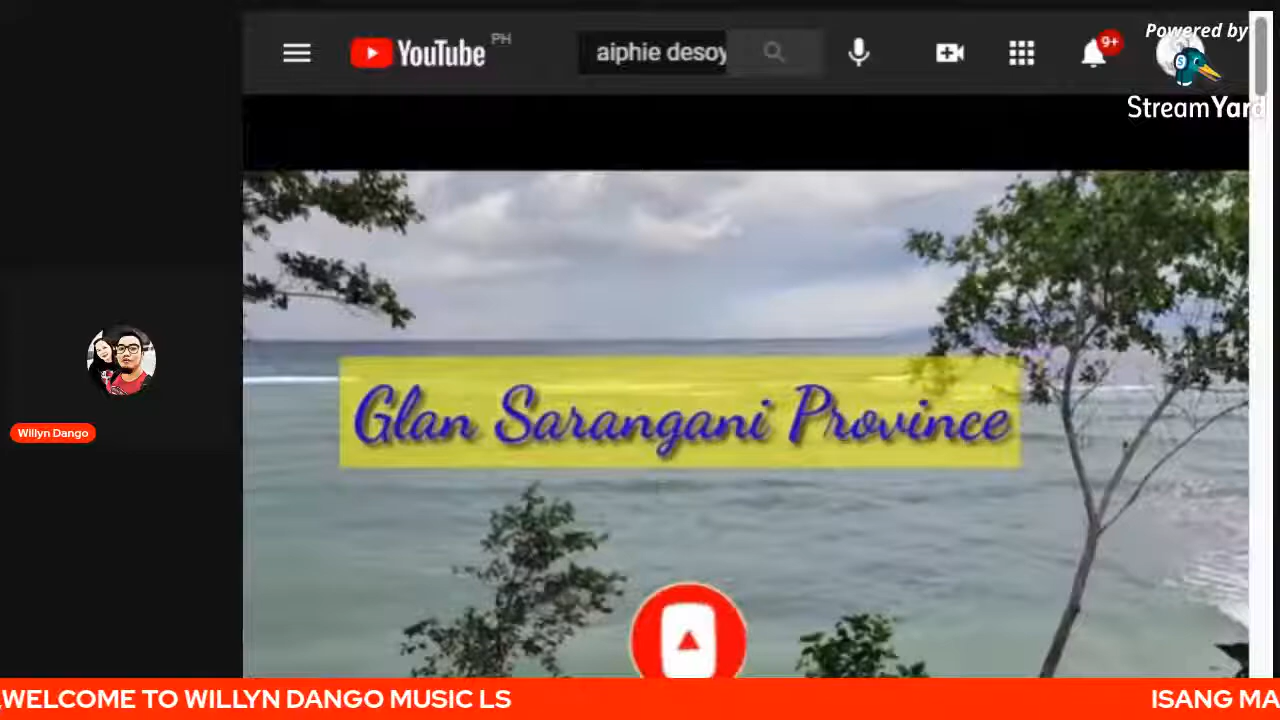 YouTube PH
aiphie desoy
9+
Powered by
StreamYard
Glan Sarangani Province
Willyn Dango
WELCOME TO WILLYN DANGO MUSIC LS
ISANG MA